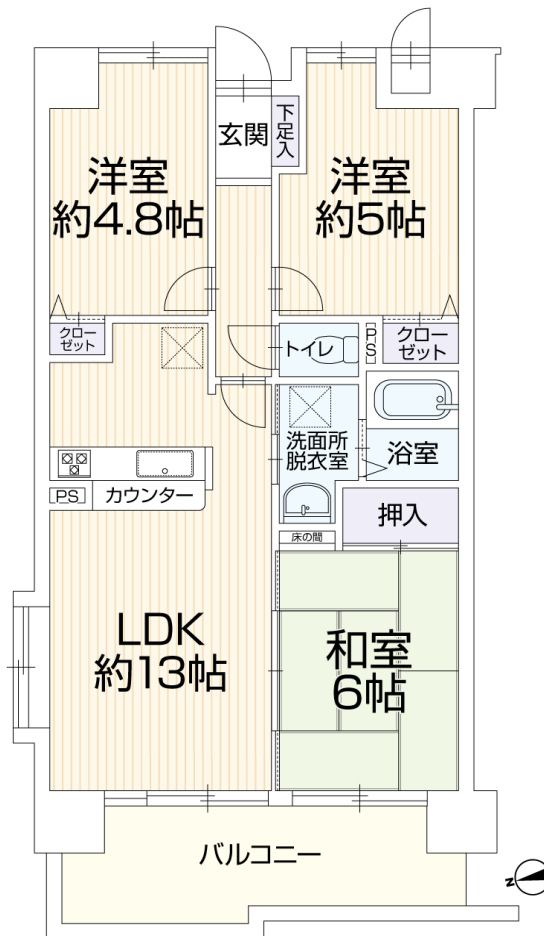 玄関
下足入
洋室
約4.8帖
洋室
約5帖
クロー
ゼット
トイレ
PS
クロー
ゼット
洗面所
脱衣室
浴室
PS
カウンター
押入
床の間
LDK
約13帖
和室
6帖
バルコニー
N